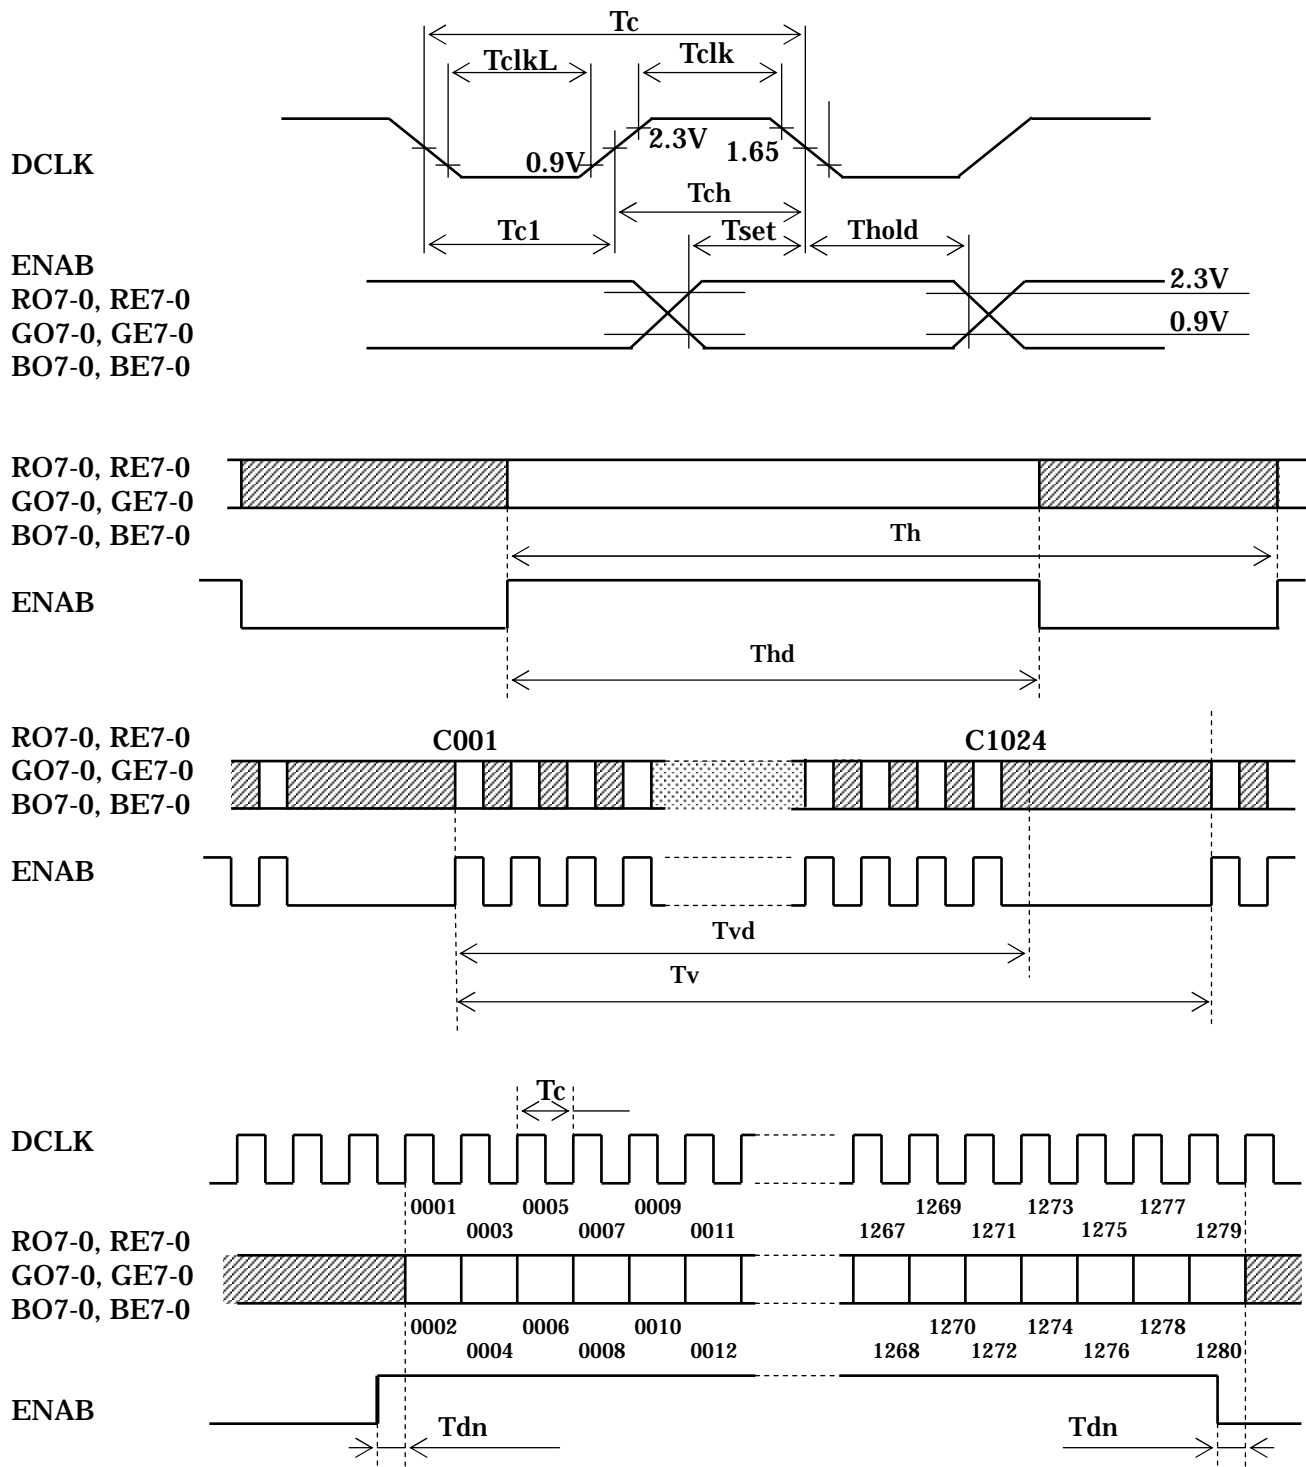 Tc
TclkL Tclk
DCLK 0.9V 2.3V 1.65
Tch
Tc1 Tset Thold
ENAB
RO7-0, RE7-0 2.3V
GO7-0, GE7-0 0.9V
BO7-0, BE7-0
RO7-0, RE7-0
GO7-0, GE7-0
BO7-0, BE7-0 Th
ENAB
Thd
RO7-0, RE7-0 C001 C1024
GO7-0, GE7-0
BO7-0, BE7-0
ENAB
Tvd
Tv
Tc
DCLK
0001 0005 0009 1269 1273 1277
0003 0007 0011 1267 1271 1275 1279
RO7-0, RE7-0
GO7-0, GE7-0
BO7-0, BE7-0
0002 0006 0010 1270 1274 1278
0004 0008 0012 1268 1272 1276 1280
ENAB
Tdn Tdn